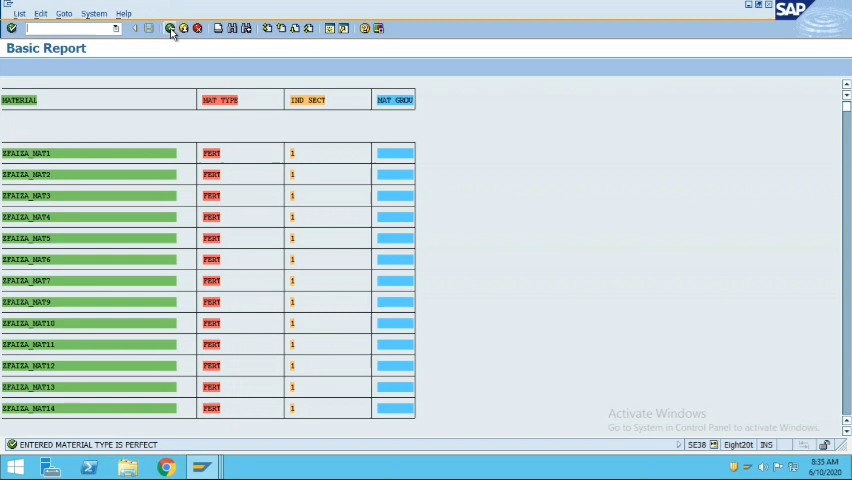 List Edit Goto System Help
SAP
Basic Report
MATERIAL MAT TYPE IND SECT MAT GROU
ZFAIZA_MAT1 FERT 1
ZFAIZA_MAT2 FERT 1
ZFAIZA_MAT3 FERT 1
ZFAIZA_MAT4 FERT 1
ZFAIZA_MAT5 FERT 1
ZFAIZA_MAT6 FERT 1
ZFAIZA_MAT7 FERT 1
ZFAIZA_MAT9 FERT 1
ZFAIZA_MAT10 FERT 1
ZFAIZA_MAT11 FERT 1
ZFAIZA_MAT12 FERT 1
ZFAIZA_MAT13 FERT 1
ZFAIZA_MAT14 FERT 1
Activate Windows
Go to System in Control Panel to activate Windows.
ENTERED MATERIAL TYPE IS PERFECT SE38 Eight20t INS
8:35 AM
6/10/2020